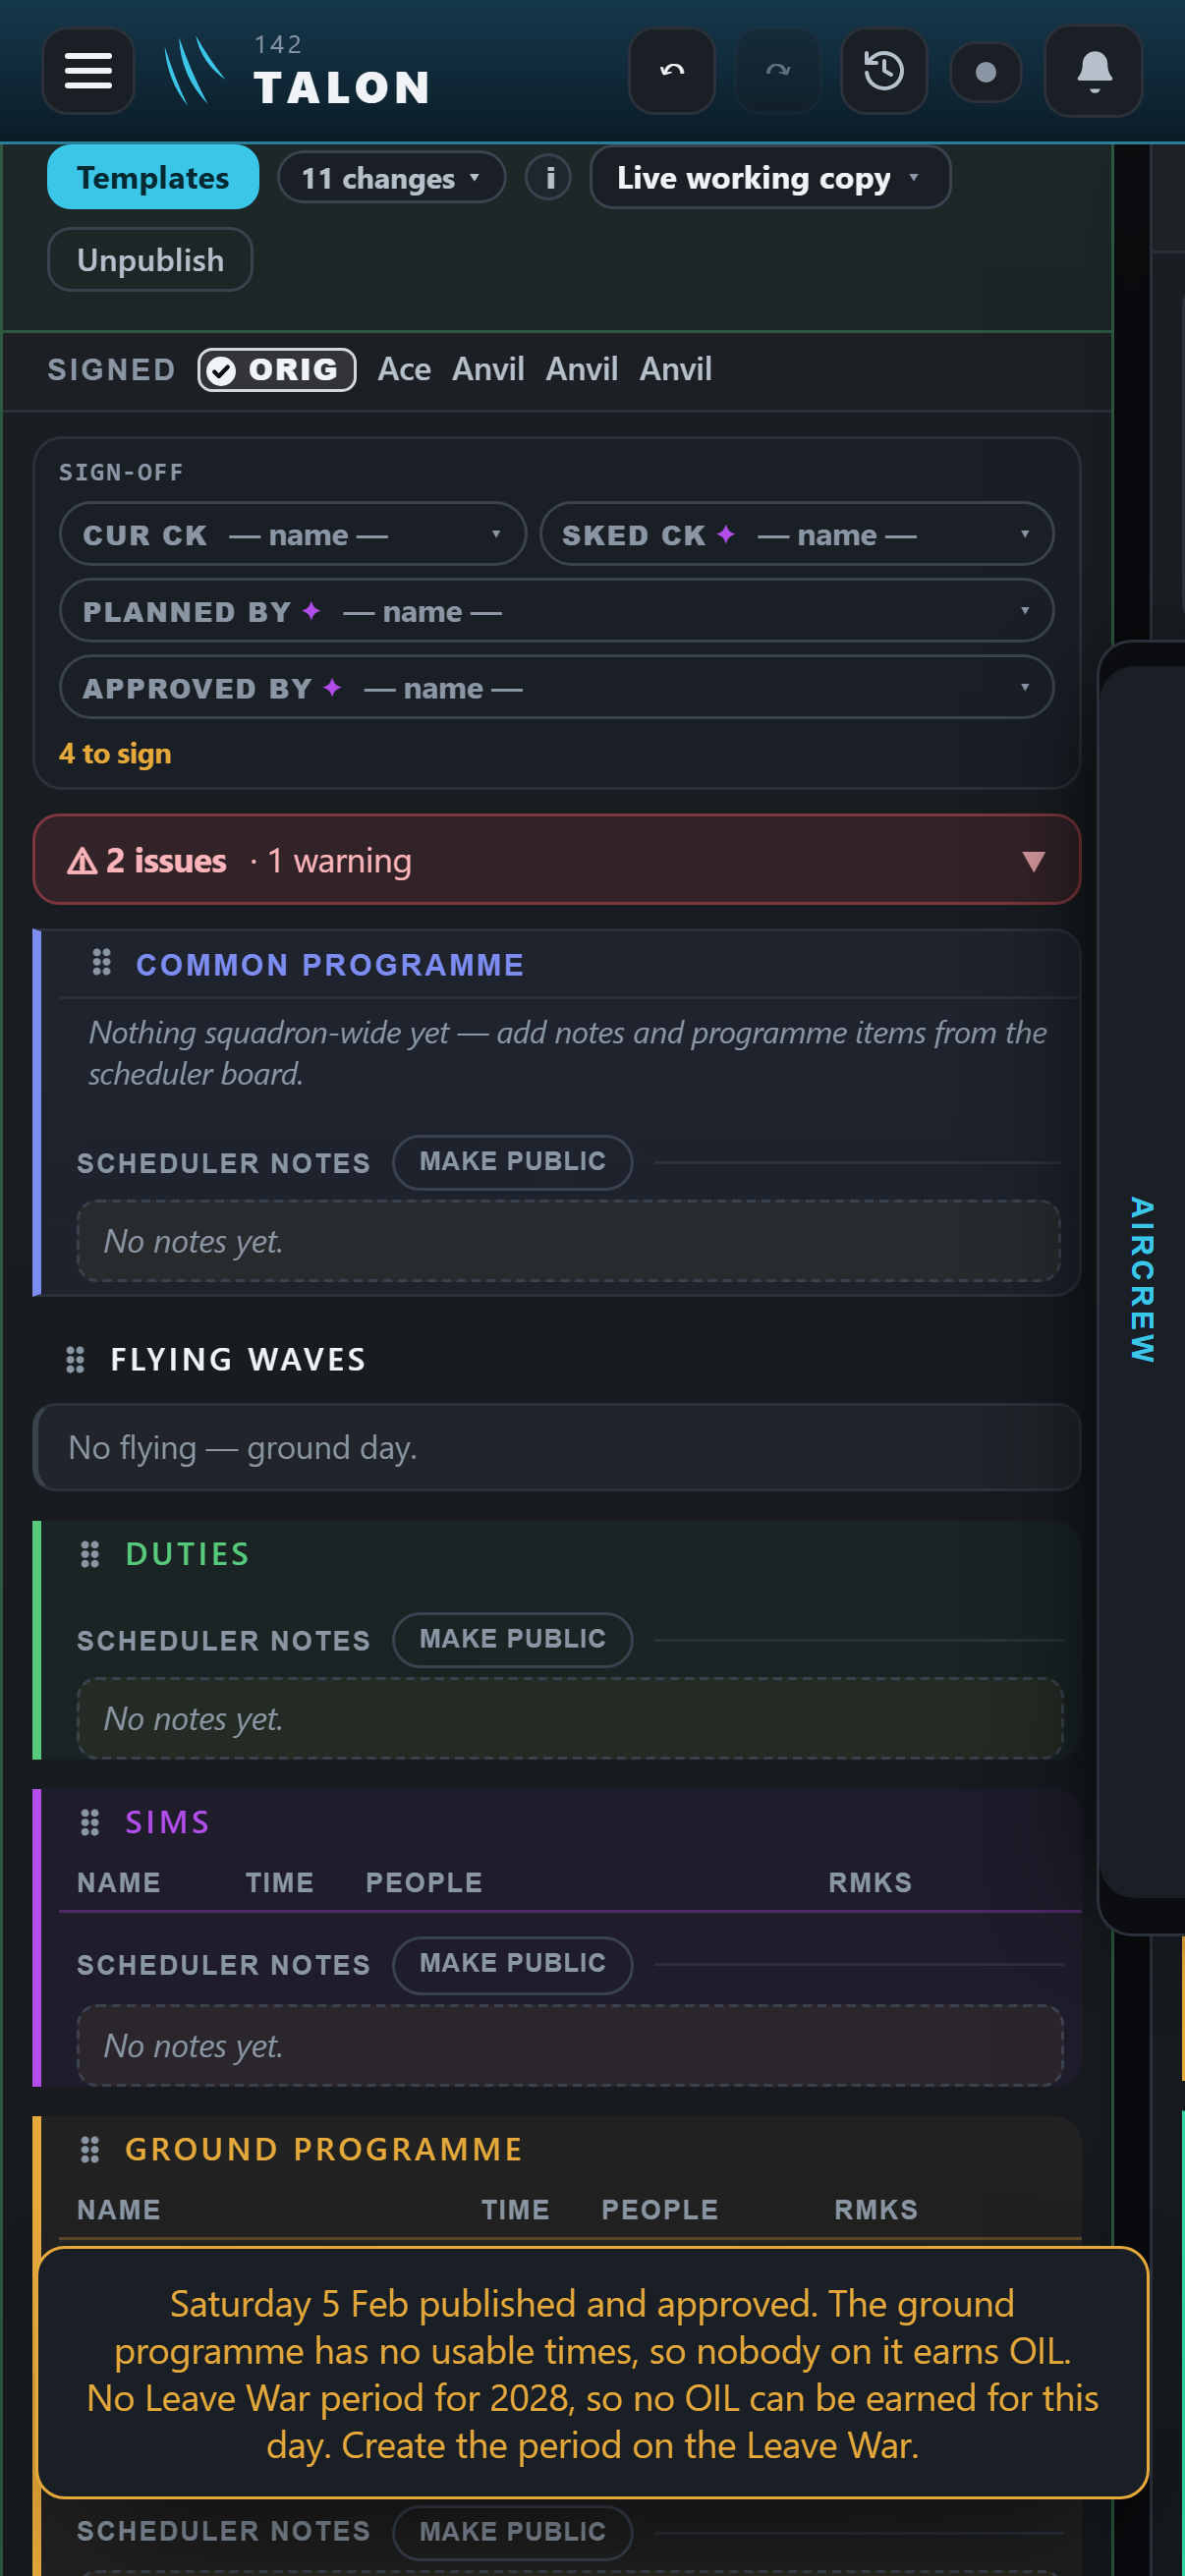 142
TALON
Templates 11 changes ▾ i Live working copy ▾
Unpublish
SIGNED ORIG Ace Anvil Anvil Anvil
SIGN-OFF
CUR CK — name — ▾ SKED CK ✦ — name — ▾
PLANNED BY ✦ — name — ▾
APPROVED BY ✦ — name — ▾
4 to sign
⚠ 2 issues · 1 warning ▼
COMMON PROGRAMME
Nothing squadron-wide yet — add notes and programme items from the
scheduler board.
SCHEDULER NOTES MAKE PUBLIC
No notes yet.
AIRCREW
FLYING WAVES
No flying — ground day.
DUTIES
SCHEDULER NOTES MAKE PUBLIC
No notes yet.
SIMS
NAME TIME PEOPLE RMKS
SCHEDULER NOTES MAKE PUBLIC
No notes yet.
GROUND PROGRAMME
NAME TIME PEOPLE RMKS
Saturday 5 Feb published and approved. The ground
programme has no usable times, so nobody on it earns OIL.
No Leave War period for 2028, so no OIL can be earned for this
day. Create the period on the Leave War.
SCHEDULER NOTES MAKE PUBLIC